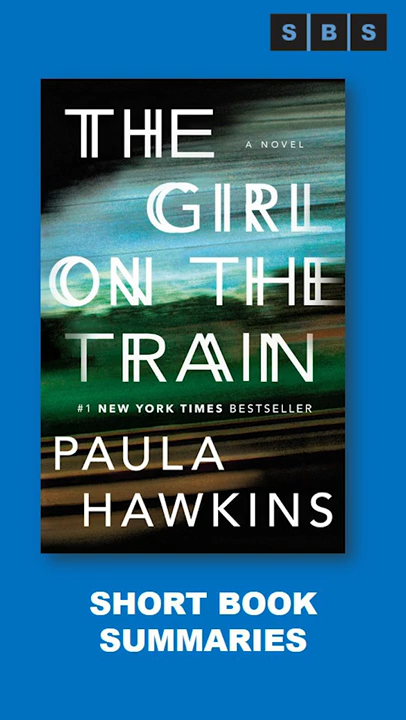 S B S
THE
A NOVEL
GIRL
ON THE
TRAIN
#1 NEW YORK TIMES BESTSELLER
PAULA
HAWKINS
SHORT BOOK
SUMMARIES